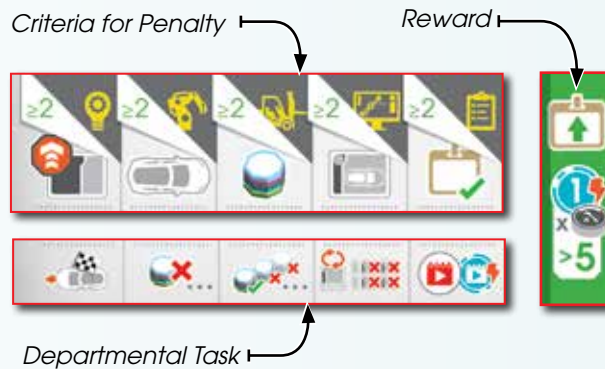 Criteria for Penalty
Reward
≥2 ≥2 ≥2 ≥2 ≥2
1
x
>5
Departmental Task